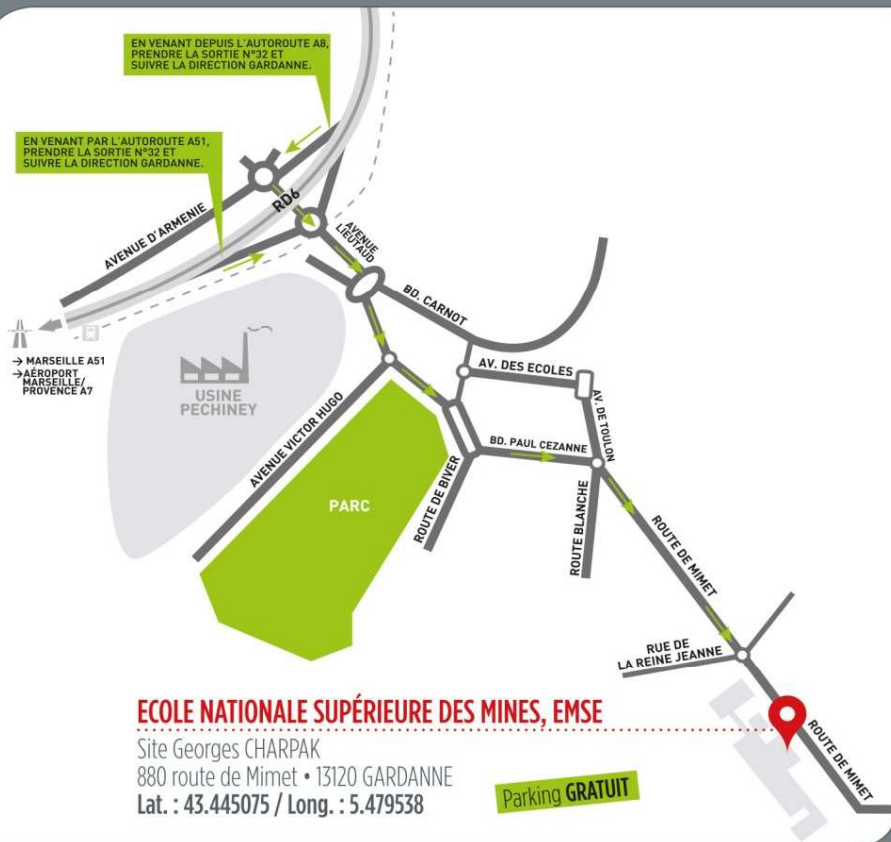 EN VENANT DEPUIS L'AUTOROUTE A8,
PRENDRE LA SORTIE N°32 ET
SUIVRE LA DIRECTION GARDANNE.
EN VENANT PAR L'AUTOROUTE A51,
PRENDRE LA SORTIE N°32 ET
SUIVRE LA DIRECTION GARDANNE.
RD6
AVENUE D'ARMENIE
AVENUE
LIEUTAUD
BD. CARNOT
→ MARSEILLE A51
→ AÉROPORT
MARSEILLE/
PROVENCE A7
USINE
PECHINEY
AV. DES ECOLES
AV. DE TOULON
AVENUE VICTOR HUGO
BD. PAUL CEZANNE
ROUTE DE BIVER
PARC
ROUTE BLANCHE
ROUTE DE MIMET
RUE DE
LA REINE JEANNE
ROUTE DE MIMET
ECOLE NATIONALE SUPÉRIEURE DES MINES, EMSE
Site Georges CHARPAK
880 route de Mimet • 13120 GARDANNE
Lat. : 43.445075 / Long. : 5.479538
Parking GRATUIT